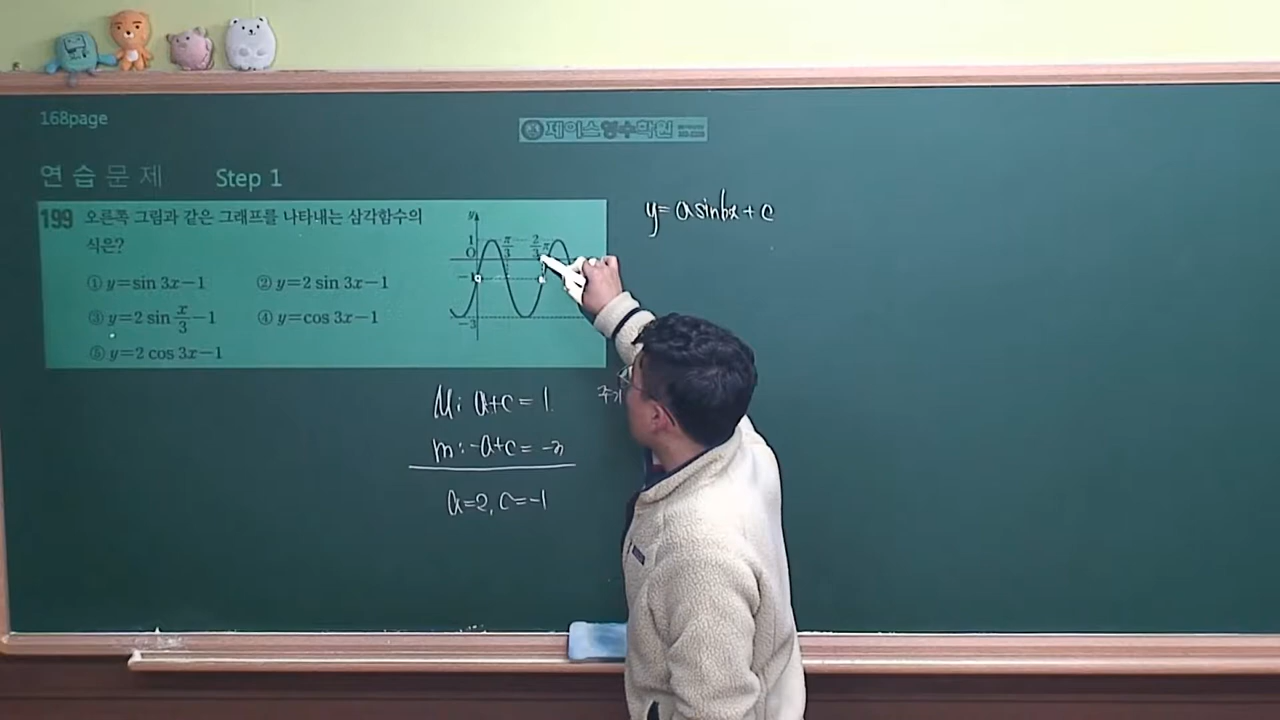 168page
제이스영수학원
연습문제 Step 1
199 오른쪽 그림과 같은 그래프를 나타내는 삼각함수의
식은?
① y=sin 3x−1 ② y=2 sin 3x−1
③ y=2 sin x/3 −1 ④ y=cos 3x−1
⑤ y=2 cos 3x−1
y
1
O
π/3
2/3 π
−1
−3
y=asinbx+c
M: a+c=1.
m: -a+c=-3
a=2, c=-1
주기